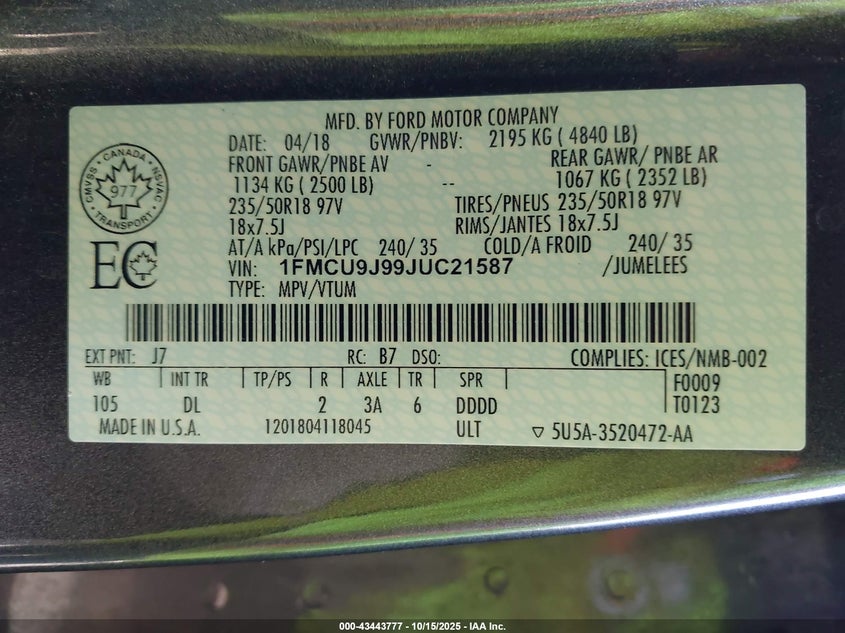 MFD. BY FORD MOTOR COMPANY
DATE: 04/18 GVWR/PNBV: 2195 KG ( 4840 LB)
FRONT GAWR/PNBE AV - REAR GAWR/ PNBE AR
1134 KG ( 2500 LB) -- 1067 KG ( 2352 LB)
235/50R18 97V TIRES/PNEUS 235/50R18 97V
18x7.5J RIMS/JANTES 18x7.5J
AT/A kPa/PSI/LPC 240/ 35 COLD/A FROID 240/ 35
VIN: 1FMCU9J99JUC21587 /JUMELEES
TYPE: MPV/VTUM
CANADA
CMVSS NSVAC
977
TRANSPORT
EC
EXT PNT: J7 RC: B7 DSO: COMPLIES: ICES/NMB-002
WB INT TR TP/PS R AXLE TR SPR F0009
105 DL 2 3A 6 DDDD T0123
MADE IN U.S.A. 1201804118045 ULT ▽ 5U5A-3520472-AA
000-43443777 - 10/15/2025 - IAA Inc.